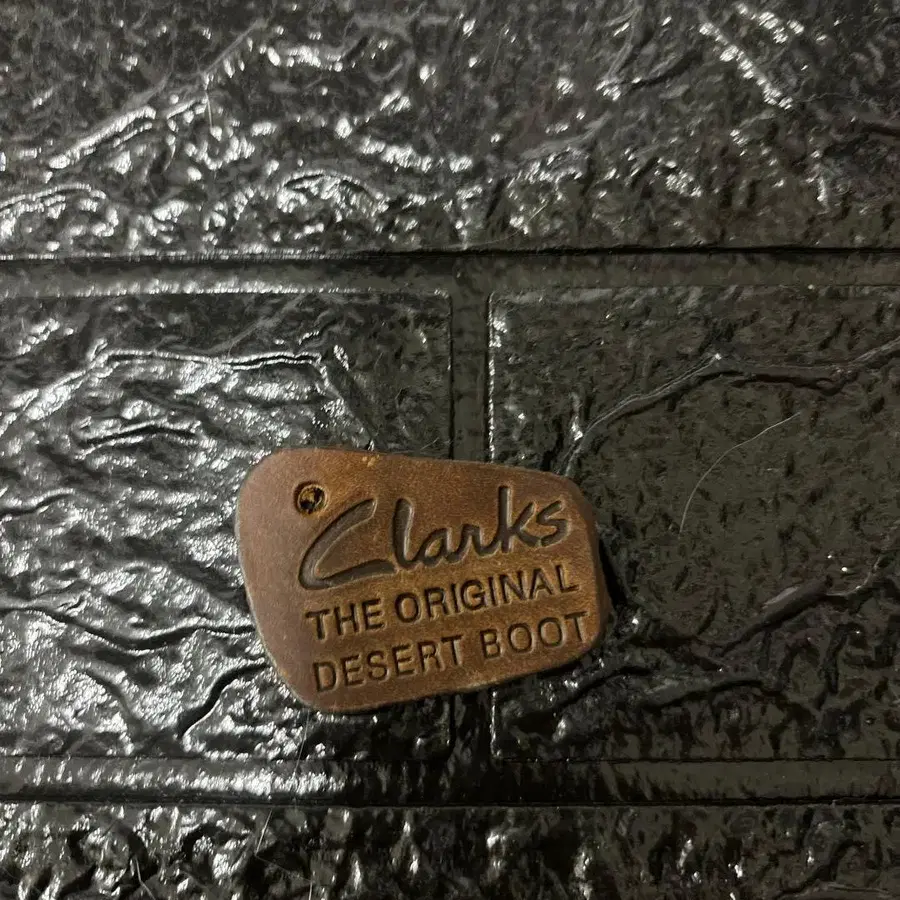 Clarks
THE ORIGINAL
DESERT BOOT